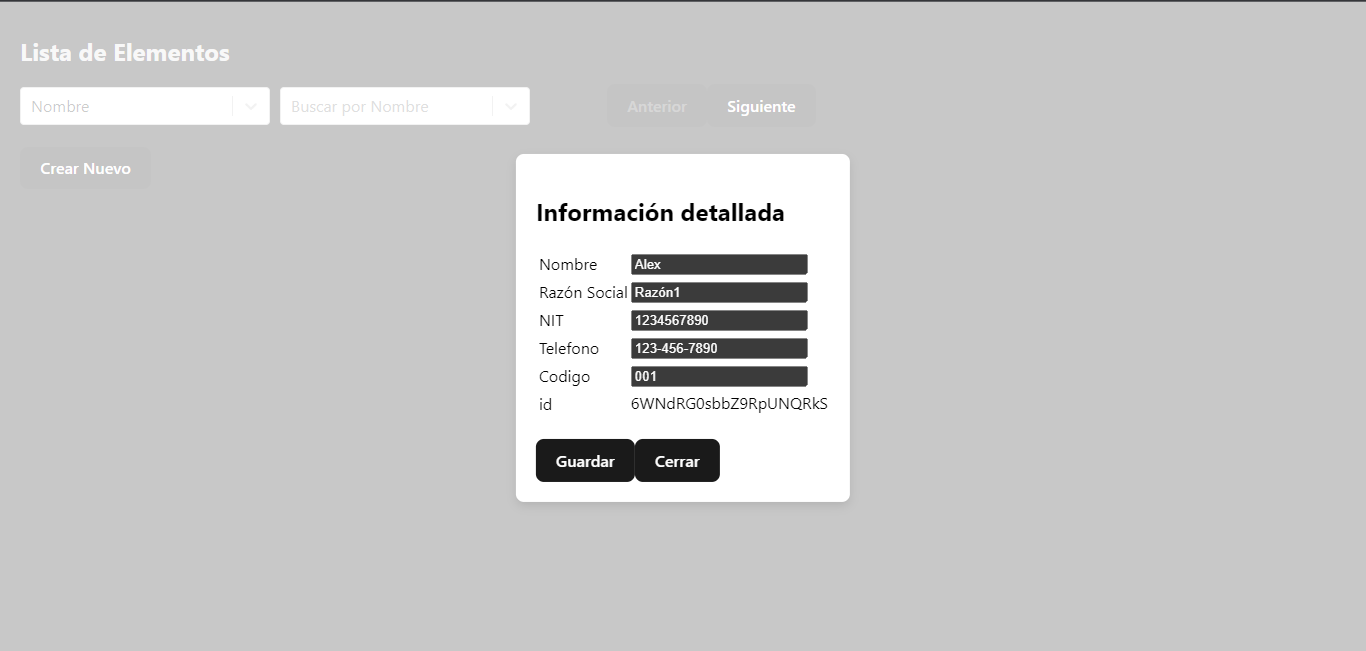 Lista de Elementos
Nombre
Buscar por Nombre
Anterior
Siguiente
Crear Nuevo
Información detallada
Nombre Alex
Razón Social Razón1
NIT 1234567890
Telefono 123-456-7890
Codigo 001
id 6WNdRG0sbbZ9RpUNQRkS
Guardar
Cerrar